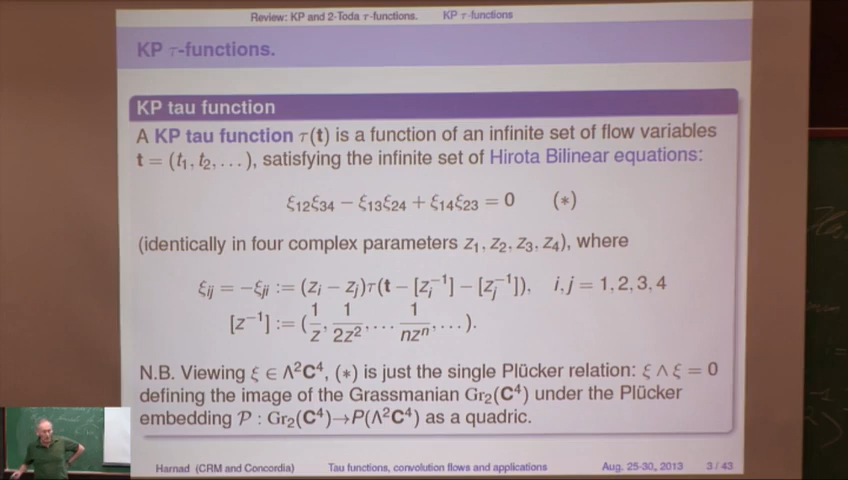 Review: KP and 2-Toda τ-functions. KP τ-functions
KP τ-functions.
KP tau function
A KP tau function τ(t) is a function of an infinite set of flow variables
t = (t₁, t₂, . . . ), satisfying the infinite set of Hirota Bilinear equations:
ξ₁₂ξ₃₄ − ξ₁₃ξ₂₄ + ξ₁₄ξ₂₃ = 0 (∗)
(identically in four complex parameters z₁, z₂, z₃, z₄), where
ξᵢⱼ = −ξⱼᵢ := (zᵢ − zⱼ)τ(t − [zᵢ⁻¹] − [zⱼ⁻¹]), i, j = 1, 2, 3, 4
[z⁻¹] := (1/z, 1/2z², . . . 1/nzⁿ, . . . ).
N.B. Viewing ξ ∈ Λ²C⁴, (∗) is just the single Plücker relation: ξ ∧ ξ = 0
defining the image of the Grassmanian Gr₂(C⁴) under the Plücker
embedding P : Gr₂(C⁴)→P(Λ²C⁴) as a quadric.
Harnad (CRM and Concordia) Tau functions, convolution flows and applications Aug. 25-30, 2013 3 / 43